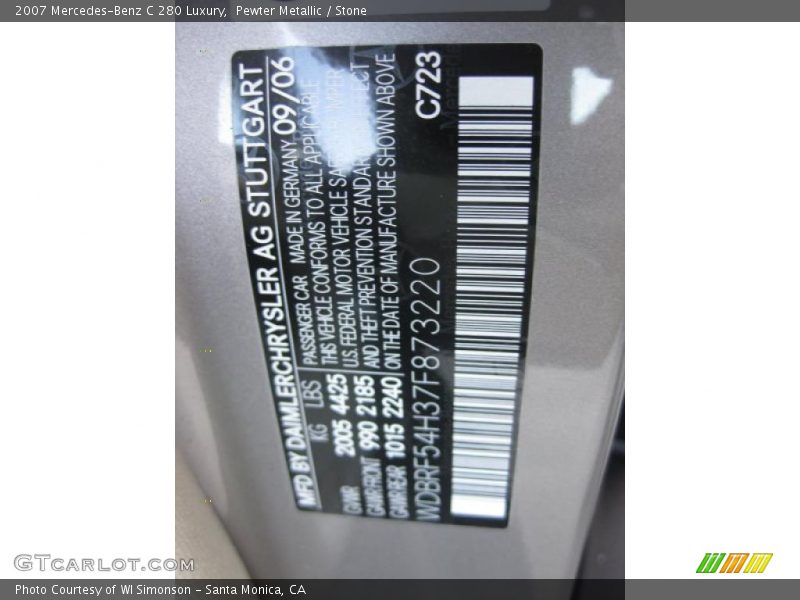 2007 Mercedes-Benz C 280 Luxury,  Pewter Metallic / Stone
MFD BY DAIMLERCHRYSLER AG STUTTGART
PASSENGER CAR MADE IN GERMANY 09/06
KG LBS
THIS VEHICLE CONFORMS TO ALL APPLICABLE
GVWR 2005 4425
U.S. FEDERAL MOTOR VEHICLE
GAWR FRONT 990 2185
AND THEFT PREVENTION STANDARDS
GAWR REAR 1015 2240
ON THE DATE OF MANUFACTURE SHOWN ABOVE
WDBRF54H37F873220
C723
GTcarlot.com
Photo Courtesy of WI Simonson - Santa Monica, CA